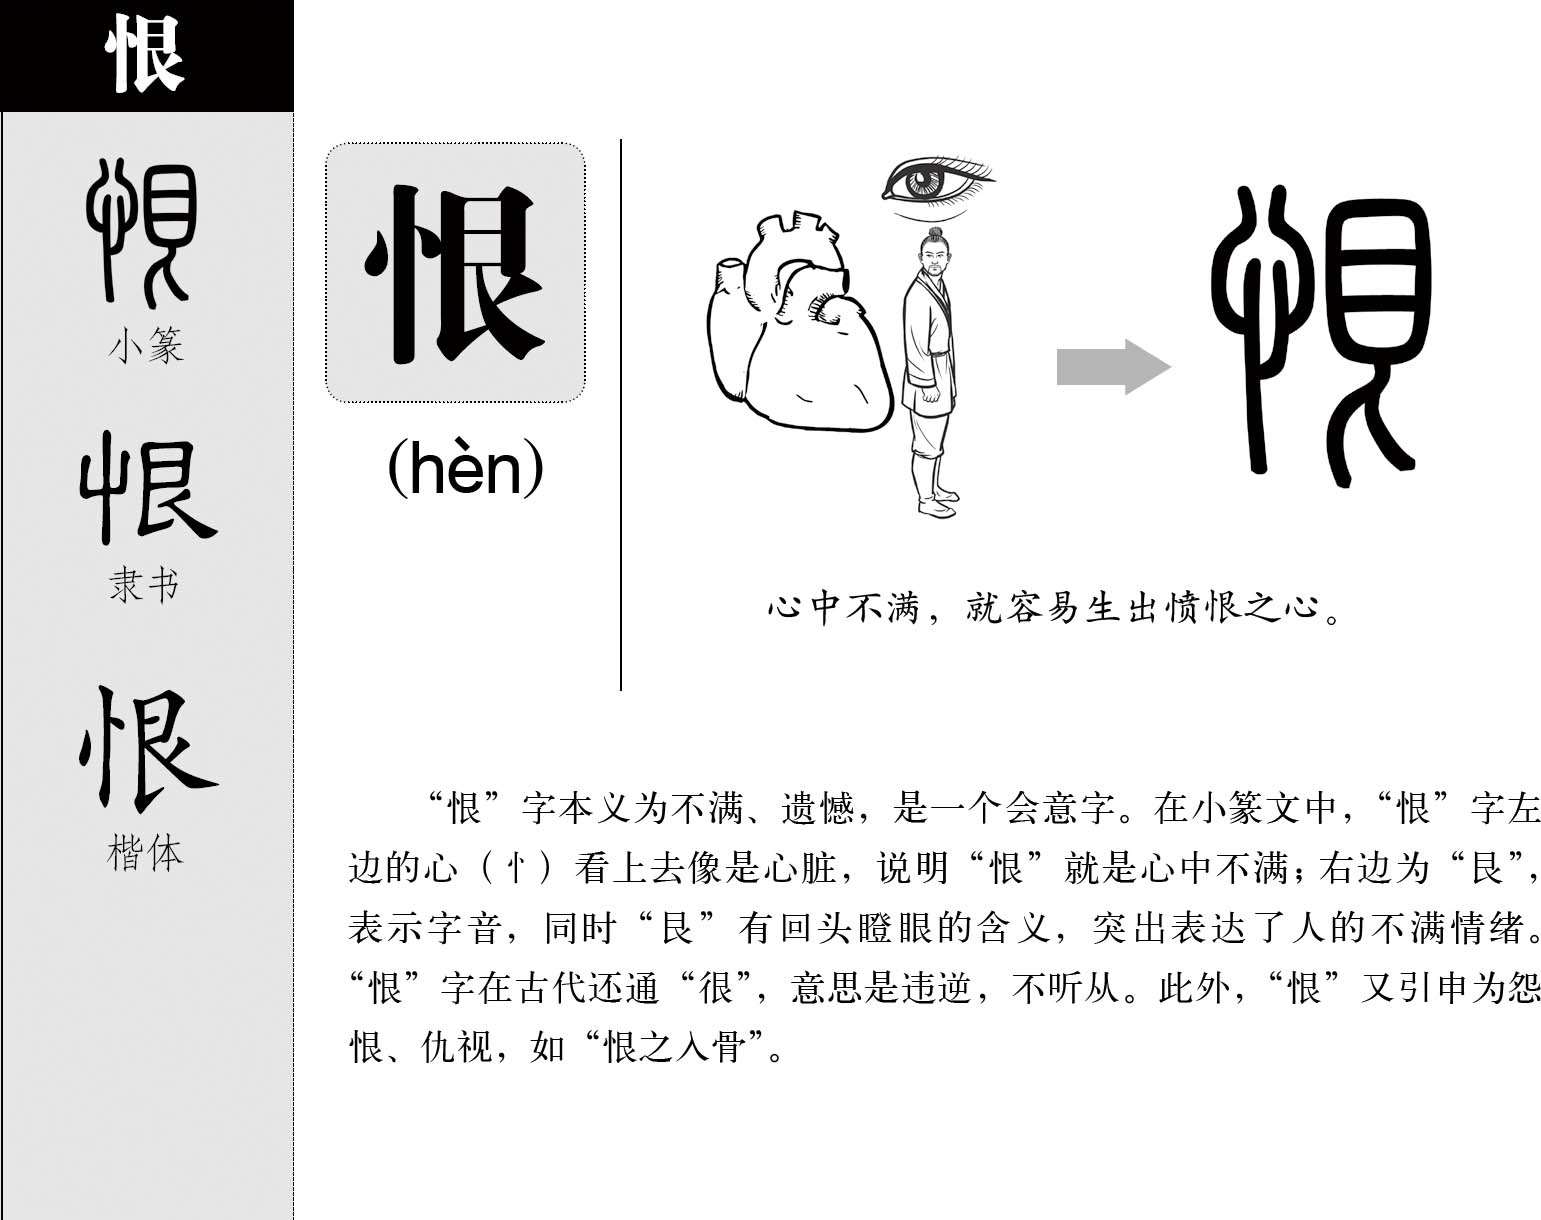 恨
恨
小篆
恨
隶书
恨
楷体
恨
(hèn)
恨
心中不满，就容易生出愤恨之心。
“恨”字本义为不满、遗憾，是一个会意字。在小篆文中，“恨”字左
边的心（忄）看上去像是心脏，说明“恨”就是心中不满；右边为“艮”，
表示字音，同时“艮”有回头瞪眼的含义，突出表达了人的不满情绪。
“恨”字在古代还通“很”，意思是违逆，不听从。此外，“恨”又引申为怨
恨、仇视，如“恨之入骨”。